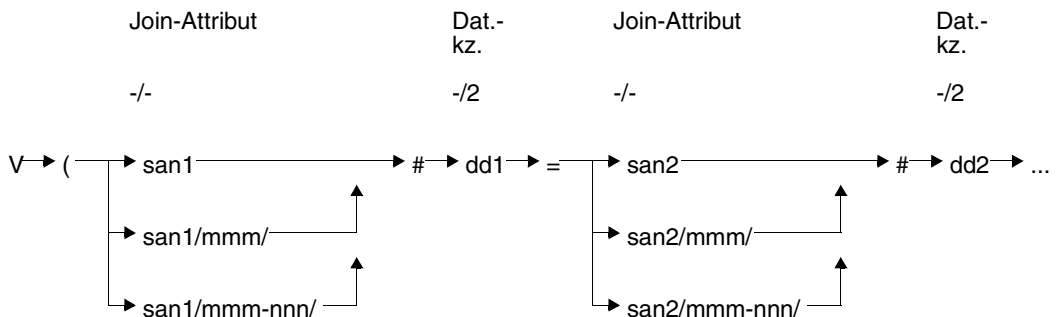 Join-Attribut Dat.- Join-Attribut Dat.-
kz. kz.
-/- -/2 -/- -/2
V ( san1 # dd1 = san2 # dd2 ...
san1/mmm/ san2/mmm/
san1/mmm-nnn/ san2/mmm-nnn/